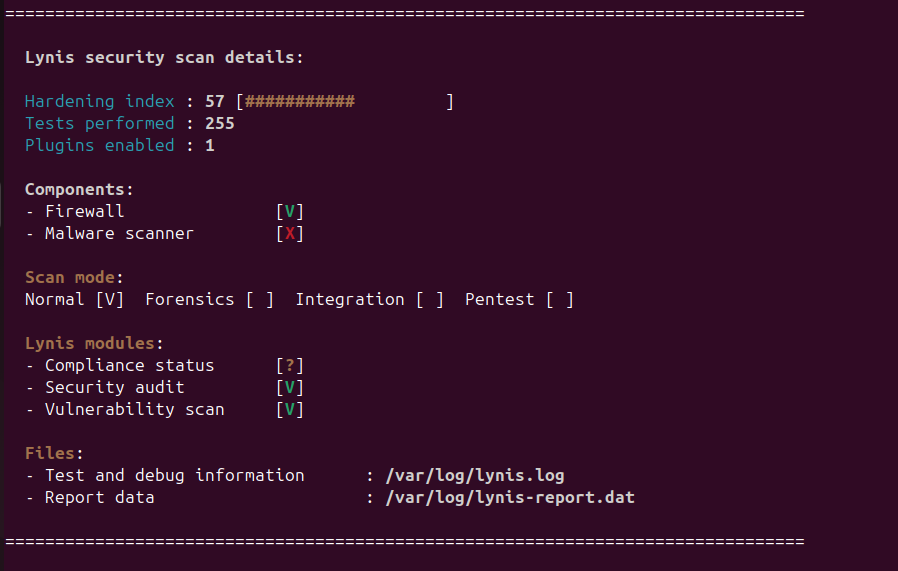 ================================================================================
Lynis security scan details:
Hardening index : 57 [###########         ]
Tests performed : 255
Plugins enabled : 1
Components:
- Firewall               [V]
- Malware scanner        [X]
Scan mode:
Normal [V]  Forensics [ ]  Integration [ ]  Pentest [ ]
Lynis modules:
- Compliance status      [?]
- Security audit         [V]
- Vulnerability scan     [V]
Files:
- Test and debug information      : /var/log/lynis.log
- Report data                     : /var/log/lynis-report.dat
================================================================================